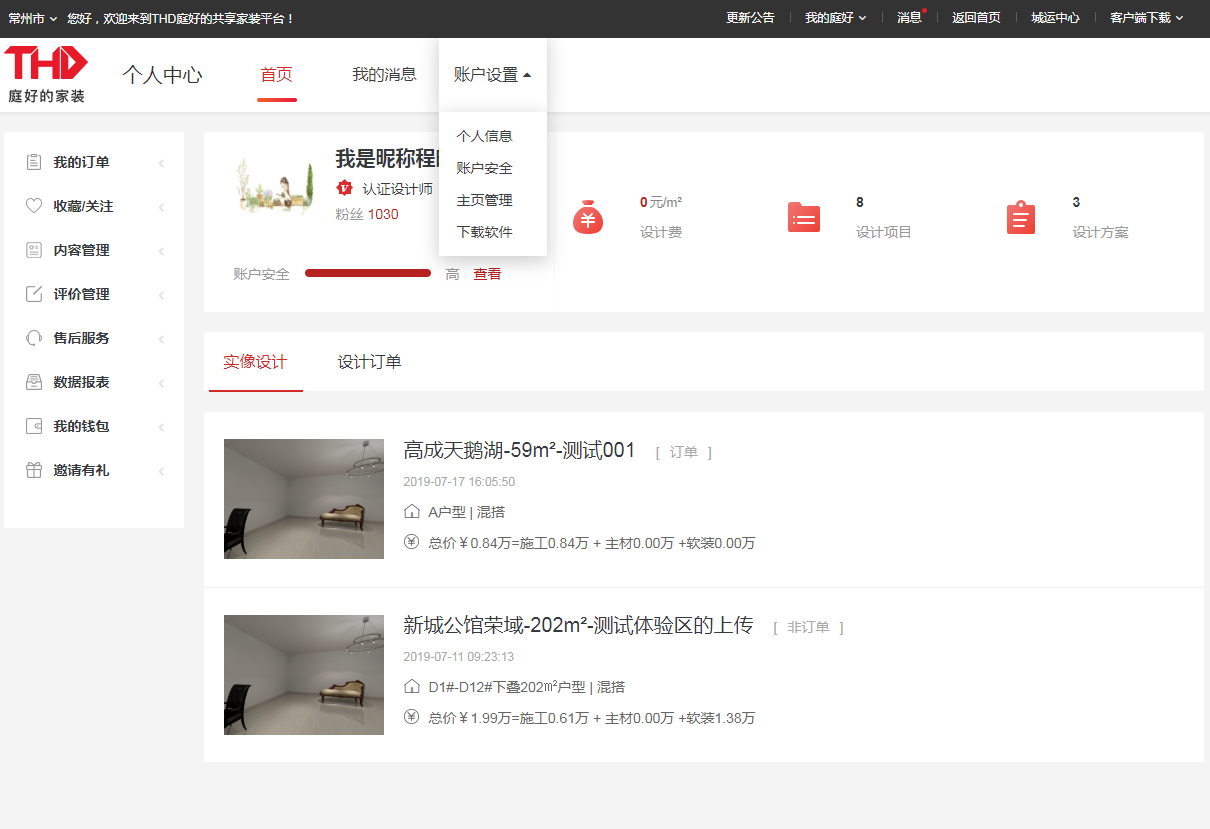 常州市 您好，欢迎来到THD庭好的共享家装平台！ 更新公告 我的庭好 消息 返回首页 城运中心 客户端下载
THD
庭好的家装
个人中心 首页 我的消息 账户设置
个人信息
账户安全
主页管理
下载软件
我的订单
收藏/关注
内容管理
评价管理
售后服务
数据报表
我的钱包
邀请有礼
我是昵称程
V 认证设计师
粉丝 1030
账户安全 高 查看
0元/m²
设计费
8
设计项目
3
设计方案
实像设计 设计订单
高成天鹅湖-59m²-测试001 [ 订单 ]
2019-07-17 16:05:50
A户型 | 混搭
总价￥0.84万=施工0.84万 + 主材0.00万 +软装0.00万
新城公馆荣域-202m²-测试体验区的上传 [ 非订单 ]
2019-07-11 09:23:13
D1#-D12#下叠202㎡户型 | 混搭
总价￥1.99万=施工0.61万 + 主材0.00万 +软装1.38万